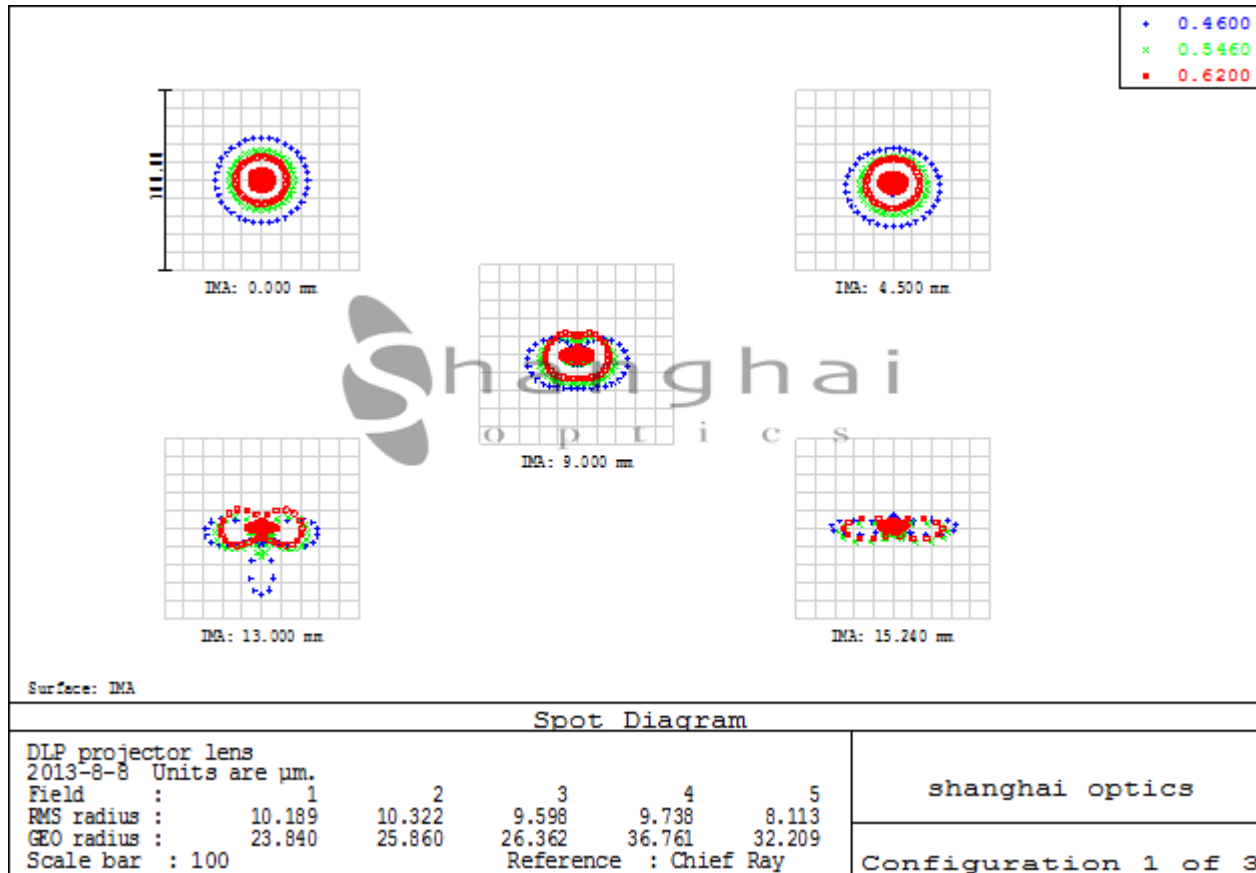 0.4600
0.5460
0.6200
IMA: 0.000 mm
IMA: 4.500 mm
IMA: 9.000 mm
Shanghai
optics
IMA: 13.000 mm
IMA: 15.240 mm
Surface: IMA
Spot Diagram
DLP projector lens
2013-8-8 Units are µm.
Field : 1 2 3 4 5
RMS radius : 10.189 10.322 9.598 9.738 8.113
GEO radius : 23.840 25.860 26.362 36.761 32.209
Scale bar : 100 Reference : Chief Ray
shanghai optics
Configuration 1 of 3